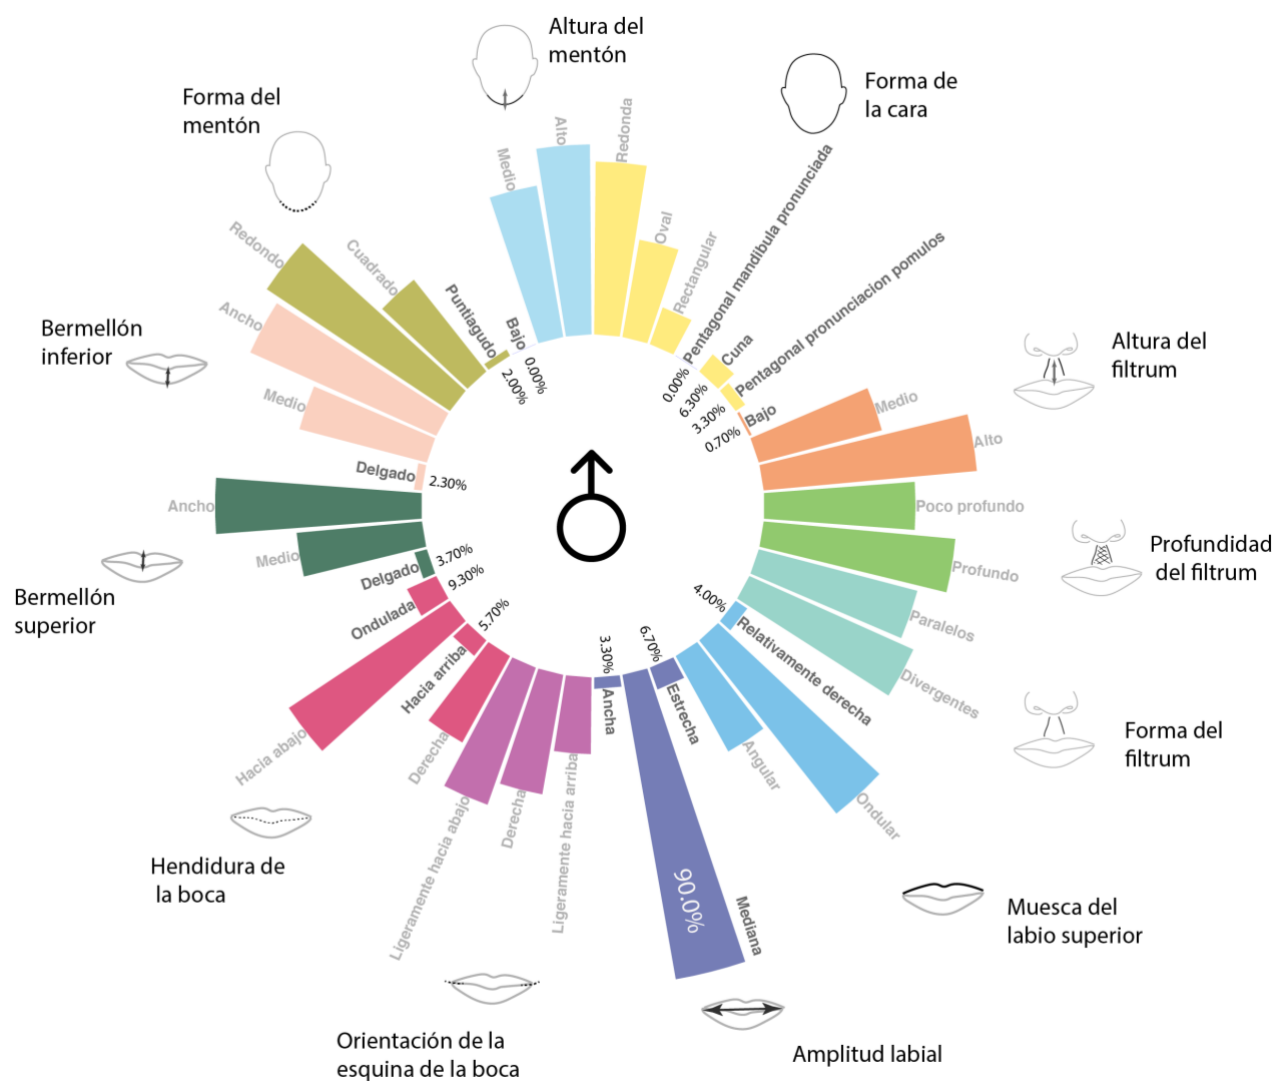 Altura del
mentón
Forma de
la cara
Forma del
mentón
Medio
Alto
Redonda
Oval
Rectangular
Pentagonal mandibula pronunciada
0.00%
Cuna
6.30%
Pentagonal pronunciacion pomulos
3.30%
Bajo
0.70%
Medio
Alto
Altura del
filtrum
Poco profundo
Profundo
Profundidad
del filtrum
Paralelos
Divergentes
Forma del
filtrum
Relativamente derecha
4.00%
Ondular
Angular
Muesca del
labio superior
Estrecha
6.70%
Mediana
90.0%
Ancha
3.30%
Amplitud labial
Ligeramente hacia arriba
Derecha
Ligeramente hacia abajo
Orientación de la
esquina de la boca
Derecha
Hacia arriba
5.70%
Hacia abajo
Ondulada
9.30%
Hendidura de
la boca
Delgado
3.70%
Medio
Ancho
Bermellón
superior
Delgado
2.30%
Medio
Ancho
Bermellón
inferior
Redondo
Cuadrado
Puntiagudo
2.00%
Bajo
0.00%